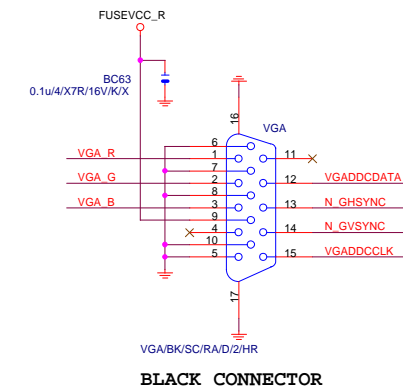 FUSEVCC_R
BC63
0.1u/4/X7R/16V/K/X
16
VGA
6
VGA_R 1 11
7
VGA_G 2 12 VGADDCDATA
8
VGA_B 3 13 N_GHSYNC
9
4 14 N_GVSYNC
10
5 15 VGADDCCLK
17
VGA/BK/SC/RA/D/2/HR
BLACK CONNECTOR